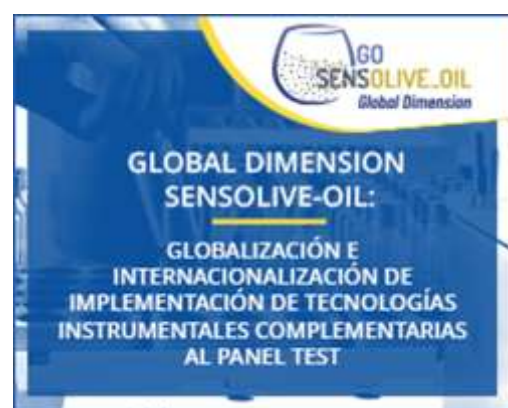 GO
SENSOLIVE_OIL
Global Dimension
GLOBAL DIMENSION
SENSOLIVE-OIL:
GLOBALIZACIÓN E
INTERNACIONALIZACIÓN DE
IMPLEMENTACIÓN DE TECNOLOGÍAS
INSTRUMENTALES COMPLEMENTARIAS
AL PANEL TEST